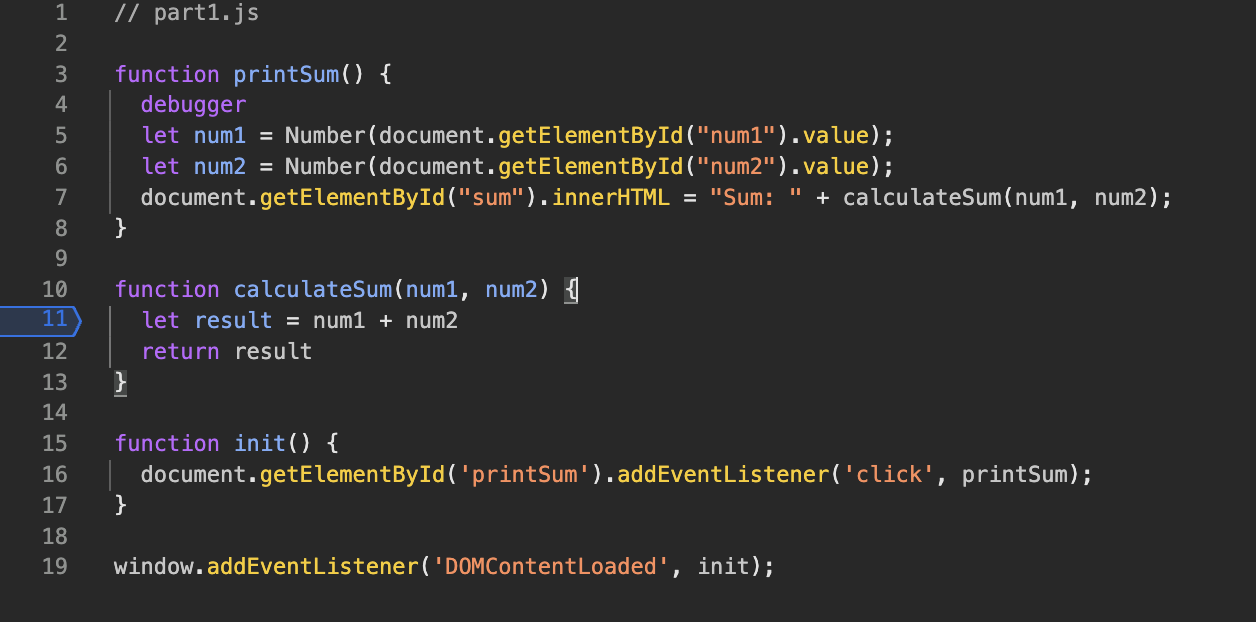 1 // part1.js
2
3 function printSum() {
4 debugger
5 let num1 = Number(document.getElementById("num1").value);
6 let num2 = Number(document.getElementById("num2").value);
7 document.getElementById("sum").innerHTML = "Sum: " + calculateSum(num1, num2);
8 }
9
10 function calculateSum(num1, num2) {
11 let result = num1 + num2
12 return result
13 }
14
15 function init() {
16 document.getElementById('printSum').addEventListener('click', printSum);
17 }
18
19 window.addEventListener('DOMContentLoaded', init);